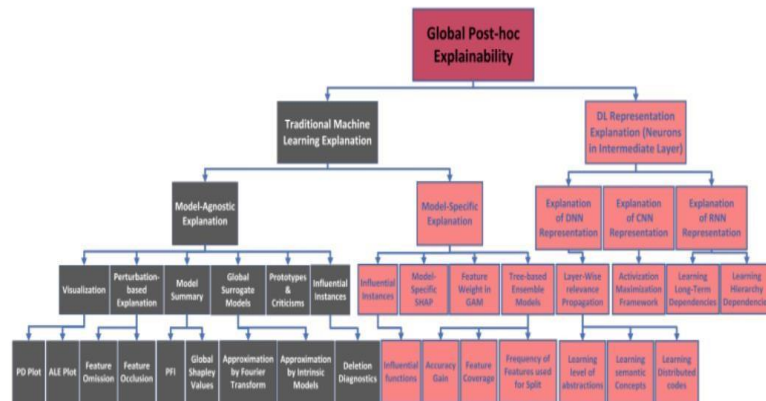 Global Post-hoc
Explainability
Traditional Machine
Learning Explanation
DL Representation
Explanation (Neurons
in Intermediate Layer)
Model-Agnostic
Explanation
Model-Specific
Explanation
Explanation
of DNN
Representation
Explanation
of CNN
Representation
Explanation
of RNN
Representation
Visualization
Perturbation-
based Explanation
Model
Summary
Global
Surrogate
Models
Prototypes
&
Criticisms
Influential
Instances
Influential
Instances
Model-
Specific
SHAP
Feature
Weight in
GAM
Tree-based
Ensemble
Models
Layer-Wise
relevance
Propagation
Activization
Maximization
Framework
Learning
Long-Term
Dependencies
Learning
Hierarchy
Dependencies
PD Plot
ALE Plot
Feature
Omission
Feature
Occlusion
PFI
Global
Shapley
Values
Approximation
by Fourier
Transform
Approximation
by Intrinsic
Models
Deletion
Diagnostics
Influential
functions
Accuracy
Gain
Feature
Coverage
Frequency of
Features used
for Split
Learning
level of
abstractions
Learning
semantic
Concepts
Learning
Distributed
codes